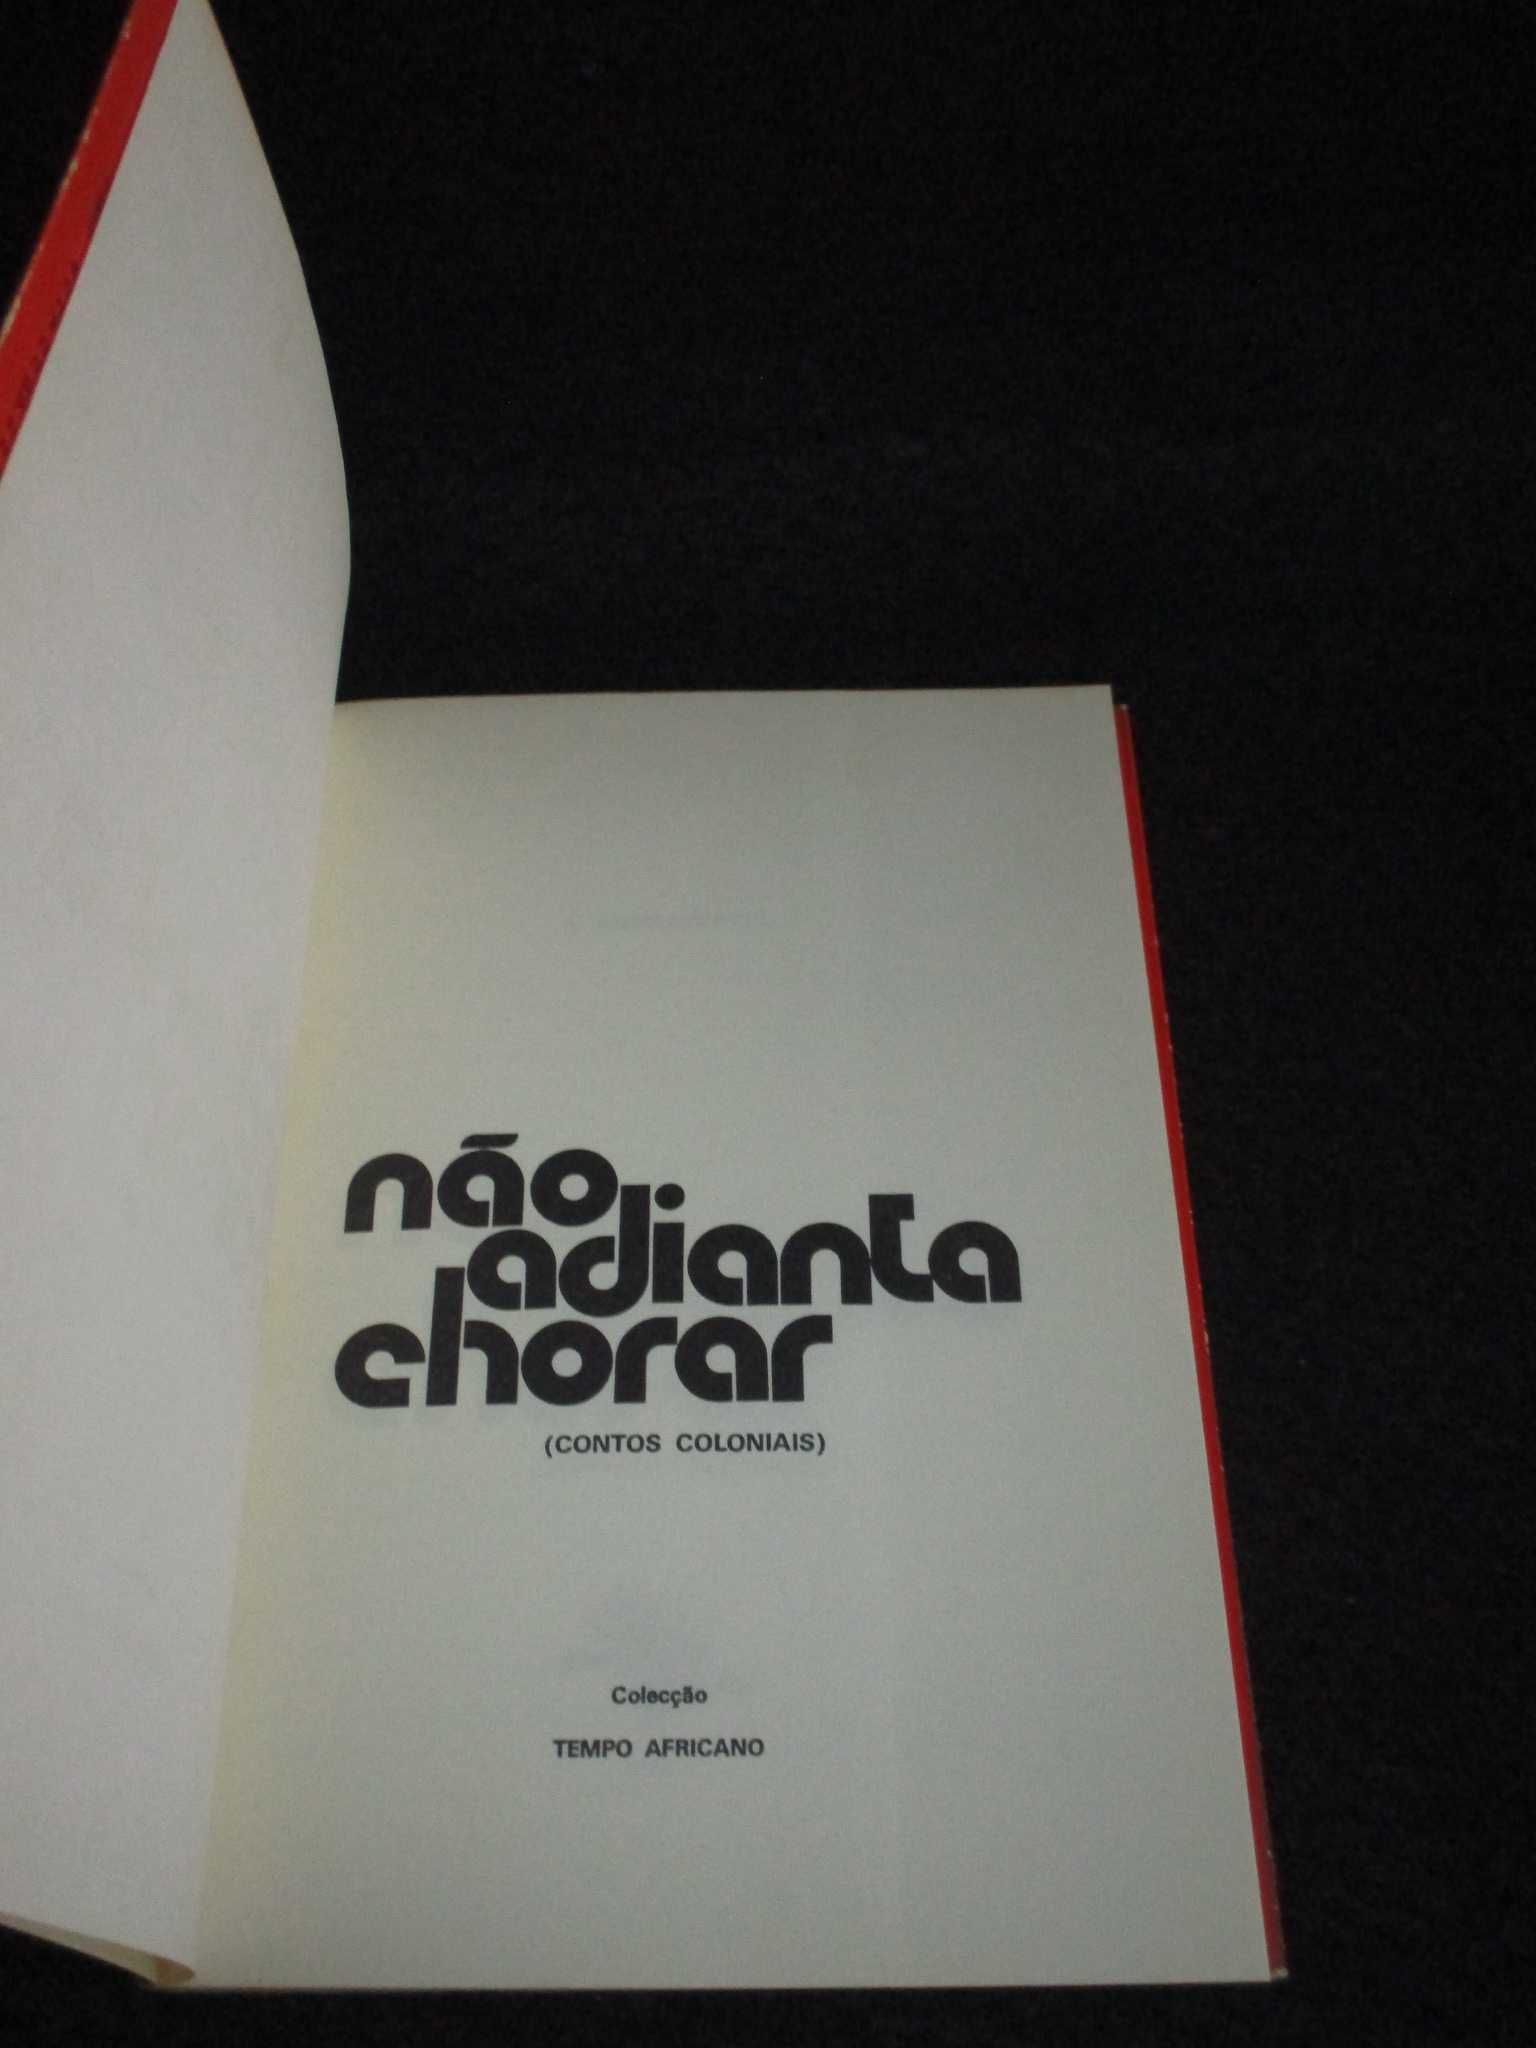 não
adianta
chorar
(CONTOS COLONIAIS)
Colecção
TEMPO AFRICANO